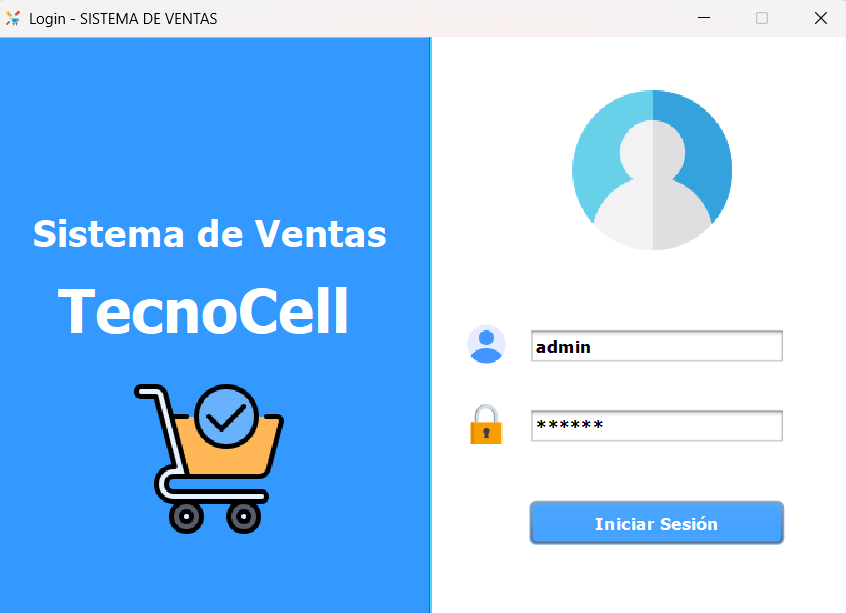 Login - SISTEMA DE VENTAS
Sistema de Ventas
TecnoCell
admin
******
Iniciar Sesión